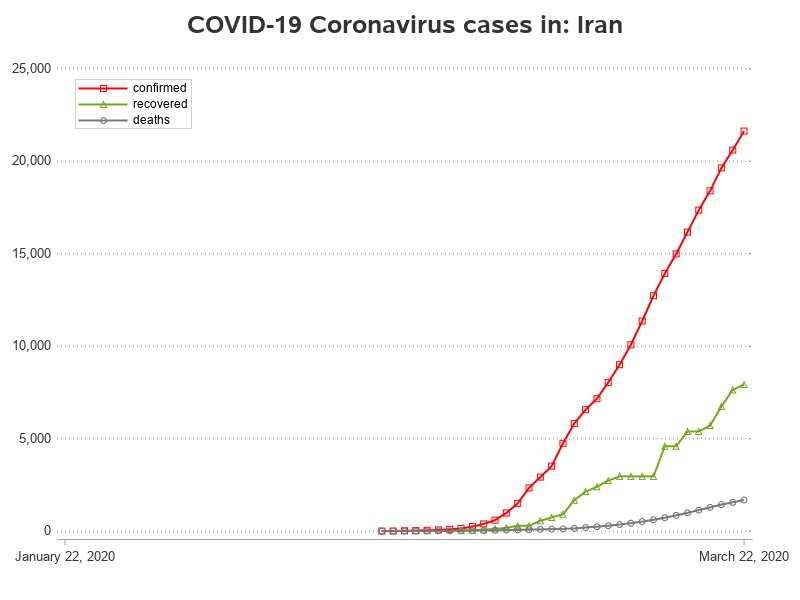 COVID-19 Coronavirus cases in: Iran
25,000
confirmed
recovered
deaths
20,000
15,000
10,000
5,000
0
January 22, 2020
March 22, 2020